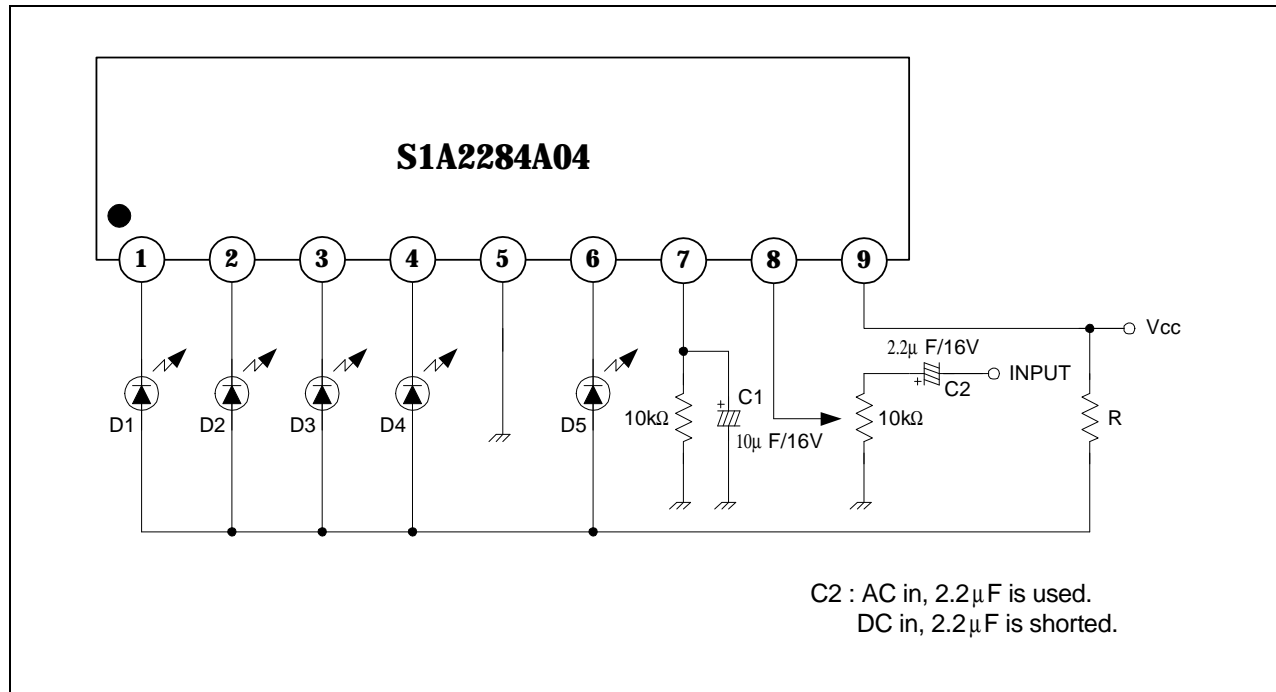 S1A2284A04
1 2 3 4 5 6 7 8 9
Vcc
2.2μ F/16V
INPUT
C2
D1 D2 D3 D4 D5 10kΩ C1 10kΩ R
10μ F/16V
+
+
C2 : AC in, 2.2μF is used.
DC in, 2.2μF is shorted.